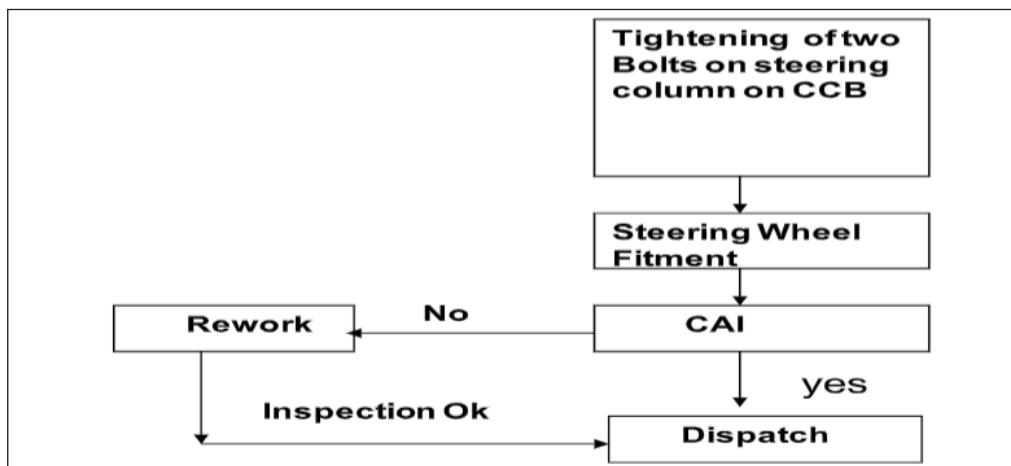 Tightening of two
Bolts on steering
column on CCB
Steering Wheel
Fitment
Rework
No
CAI
yes
Inspection Ok
Dispatch